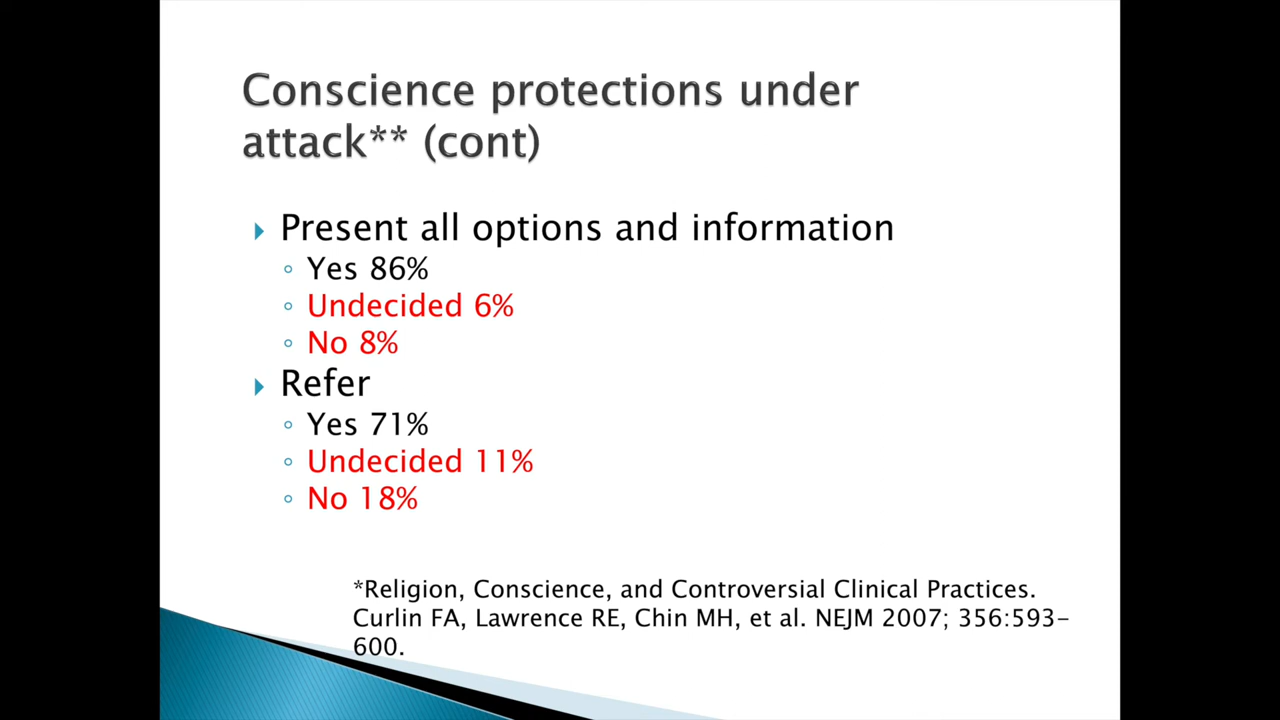 Conscience protections under
attack** (cont)
Present all options and information
Yes 86%
Undecided 6%
No 8%
Refer
Yes 71%
Undecided 11%
No 18%
*Religion, Conscience, and Controversial Clinical Practices.
Curlin FA, Lawrence RE, Chin MH, et al. NEJM 2007; 356:593-
600.